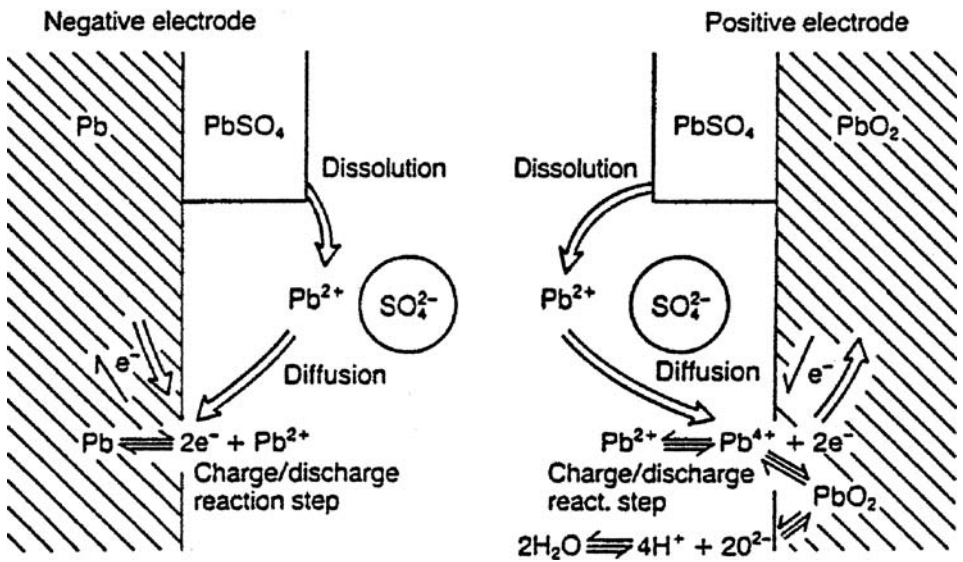 Negative electrode
Positive electrode
Pb
PbSO₄
PbSO₄
PbO₂
Dissolution
Dissolution
Pb²⁺
SO₄²⁻
Pb²⁺
SO₄²⁻
e⁻
Diffusion
Diffusion
e⁻
Pb ⇌ 2e⁻ + Pb²⁺
Pb²⁺ ⇌ Pb⁴⁺ + 2e⁻
Charge/discharge
reaction step
Charge/discharge
react. step
PbO₂
2H₂O ⇌ 4H⁺ + 2O²⁻